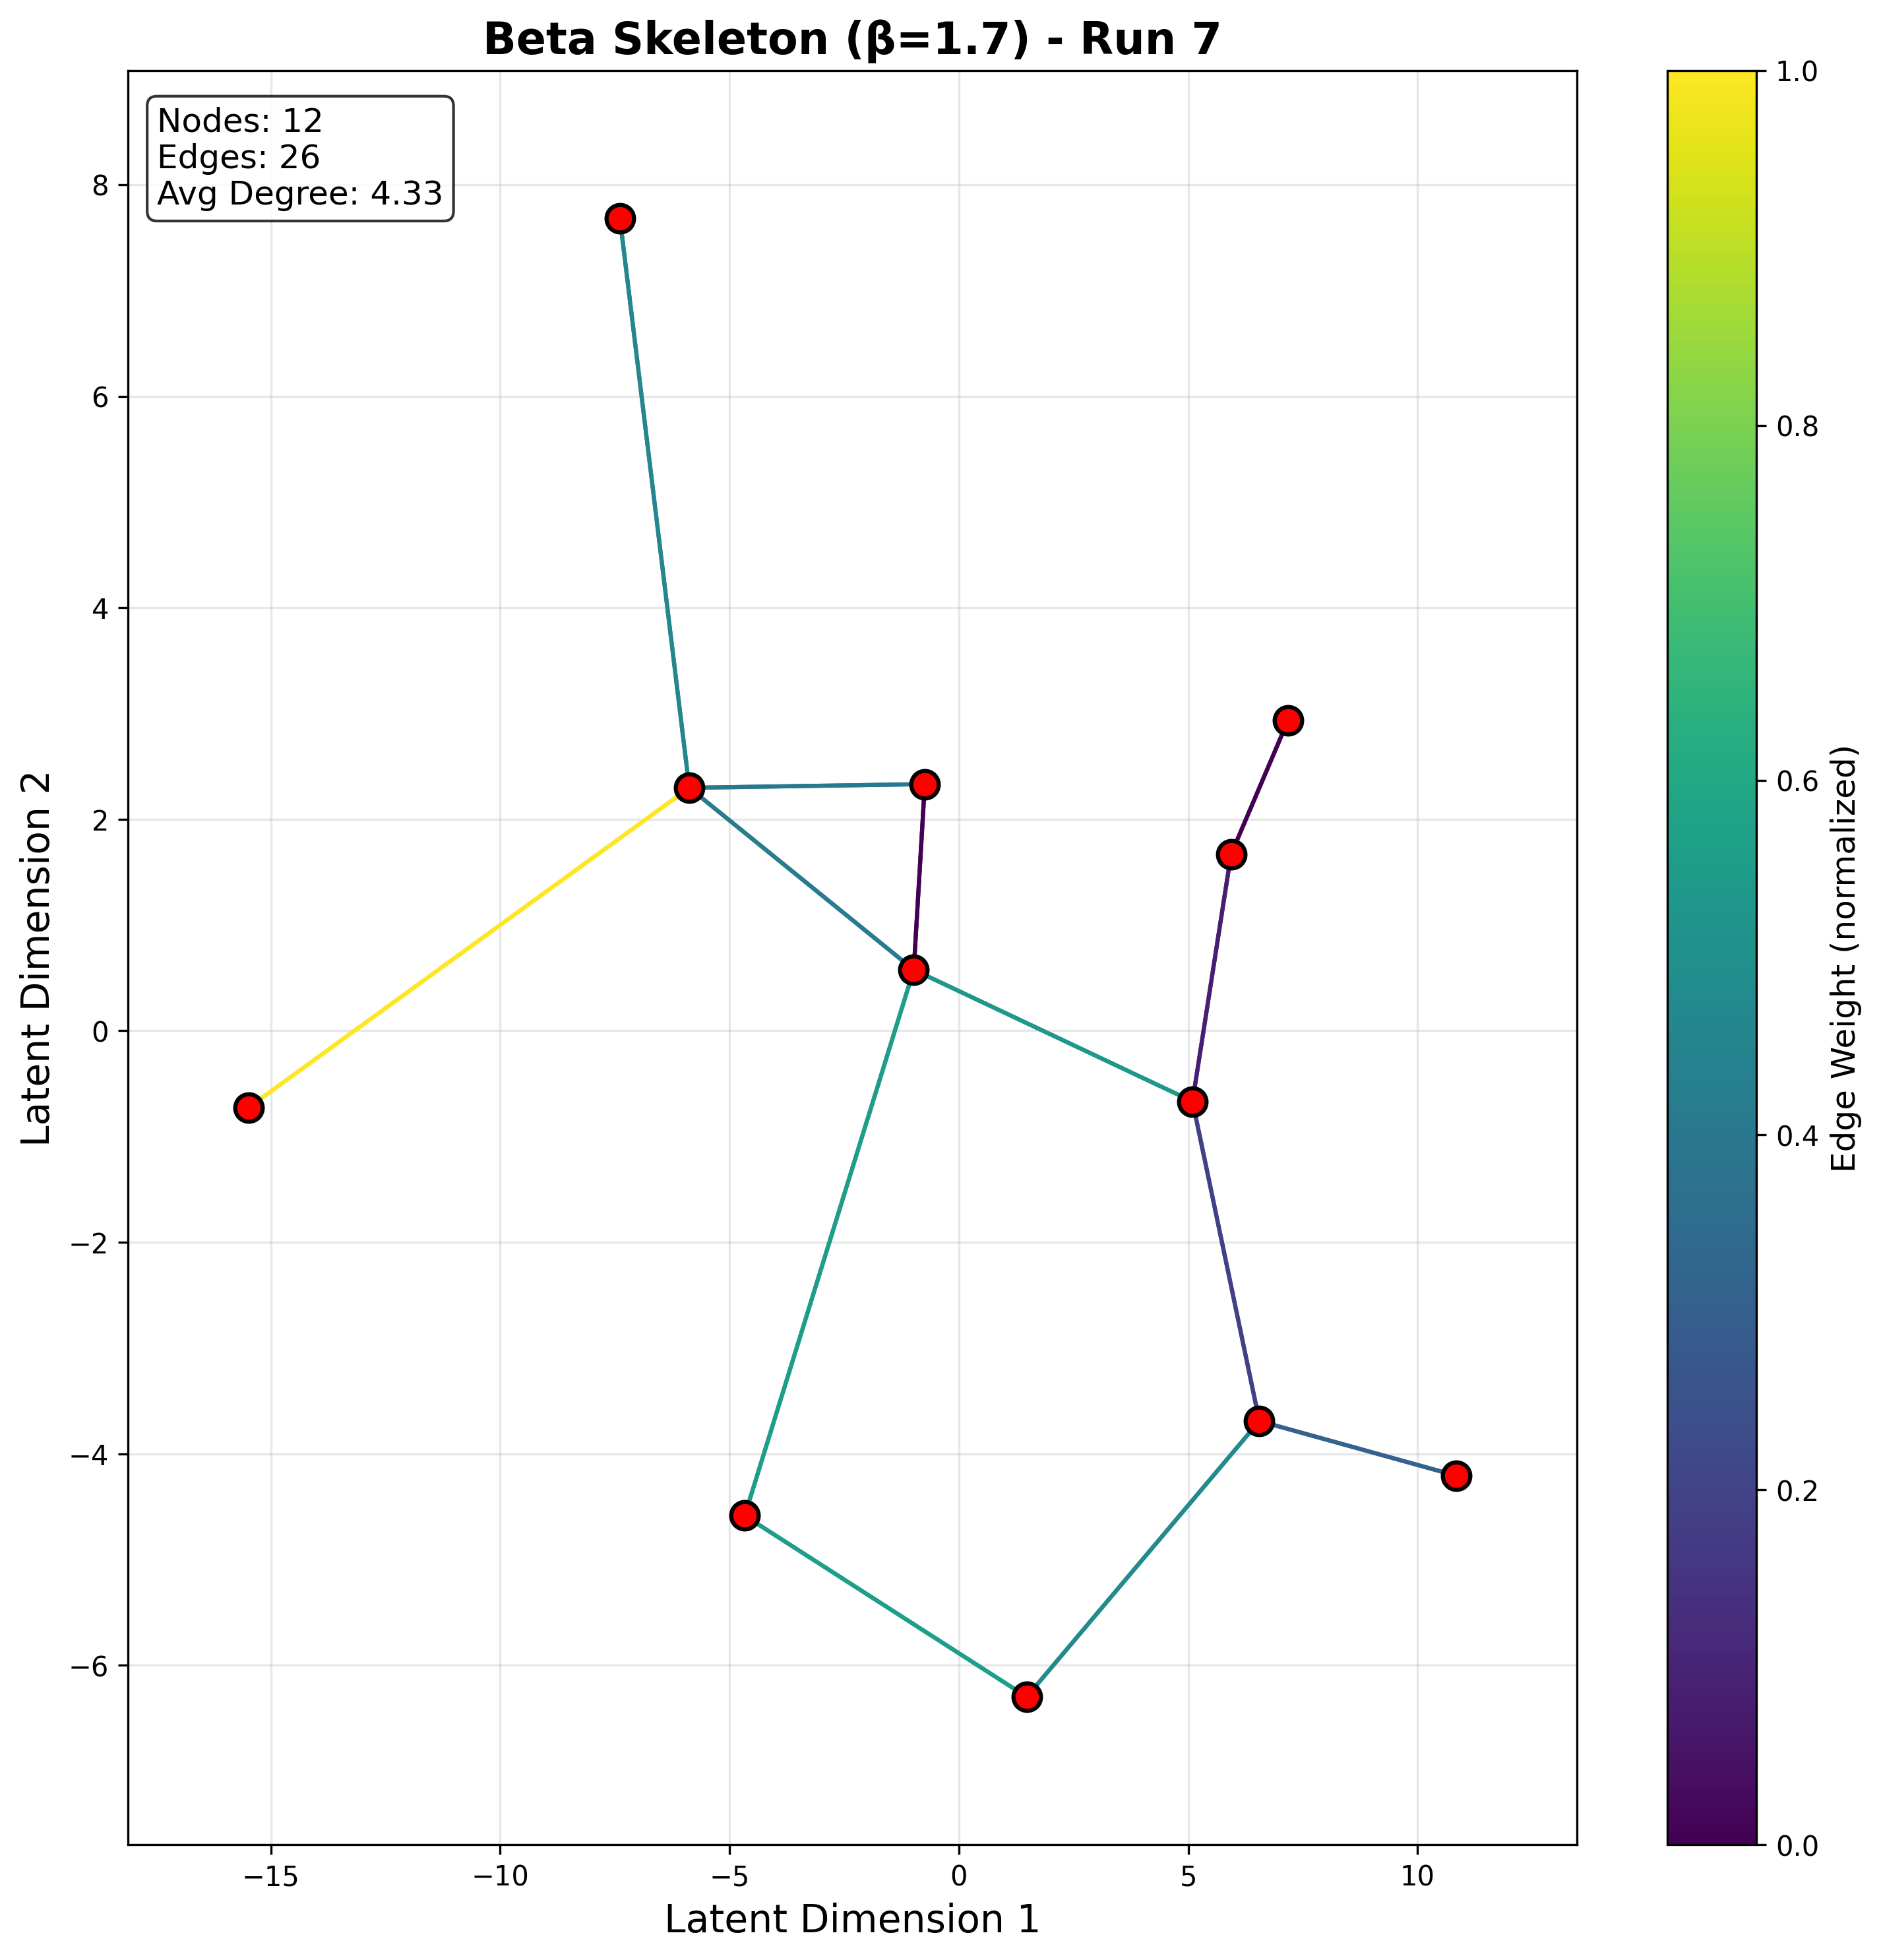 Beta Skeleton (β=1.7) - Run 7
Nodes: 12
Edges: 26
Avg Degree: 4.33
8
6
4
2
0
−2
−4
−6
Latent Dimension 2
−15
−10
−5
0
5
10
Latent Dimension 1
1.0
0.8
0.6
0.4
0.2
0.0
Edge Weight (normalized)